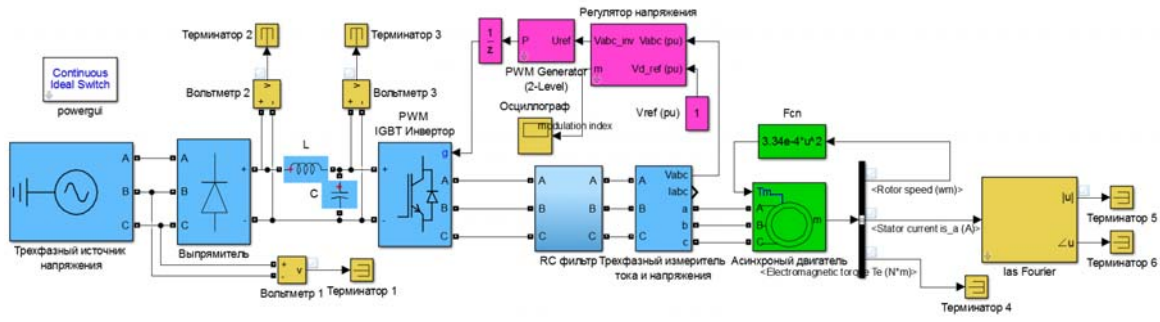 Регулятор напряжения
Терминатор 2
Терминатор 3
1
z
P
Uref
Vabc_inv
Vabc (pu)
m
Vd_ref (pu)
PWM Generator
(2-Level)
Continuous
Ideal Switch
powergui
Вольтметр 2
v
+
-
Вольтметр 3
v
+
-
PWM
IGBT Инвертор
Осциллограф
modulation index
Vref (pu)
1
Fcn
3.34e-4*u^2
L
C
g
A
B
C
A
B
C
+
-
+
-
A
B
C
A
B
C
A
B
C
A
B
C
Vabc
Iabc
a
b
c
Tm
A
B
C
m
<Rotor speed (wm)>
<Stator current is_a (A)>
<Electromagnetic torque Te (N*m)>
|u|
∠u
Терминатор 5
Терминатор 6
Трехфазный источник
напряжения
Выпрямитель
RC фильтр
Трехфазный измеритель
тока и напряжения
Асинхроный двигатель
Ias Fourier
+
-
v
Вольтметр 1
Терминатор 1
Терминатор 4